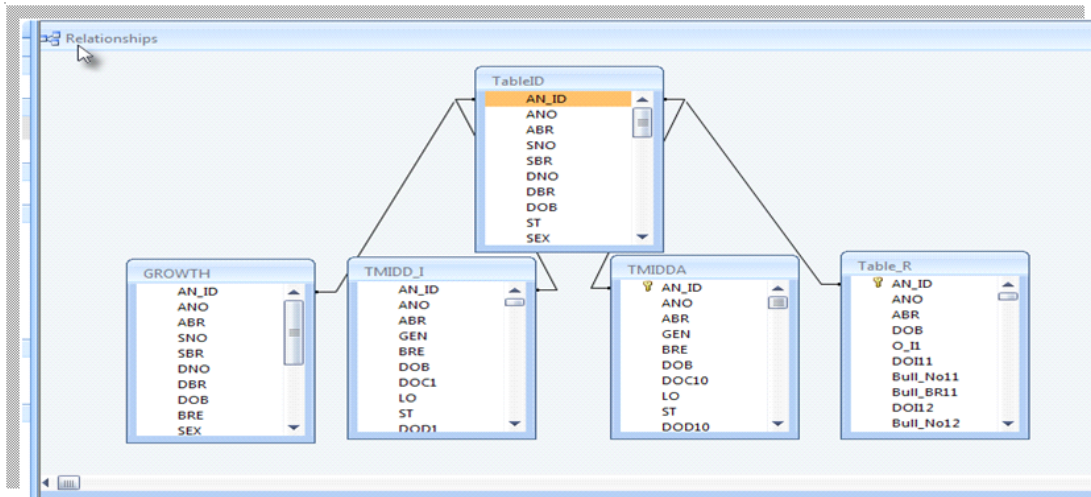 Relationships
TableID
AN_ID
ANO
ABR
SNO
SBR
DNO
DBR
DOB
ST
SEX
GROWTH
AN_ID
ANO
ABR
SNO
SBR
DNO
DBR
DOB
BRE
SEX
TMIDD_I
AN_ID
ANO
ABR
GEN
BRE
DOB
DOC1
LO
ST
DOD1
TMIDDA
AN_ID
ANO
ABR
GEN
BRE
DOB
DOC10
LO
ST
DOD10
Table_R
AN_ID
ANO
ABR
DOB
O_I1
DOI11
Bull_No11
Bull_BR11
DOI12
Bull_No12